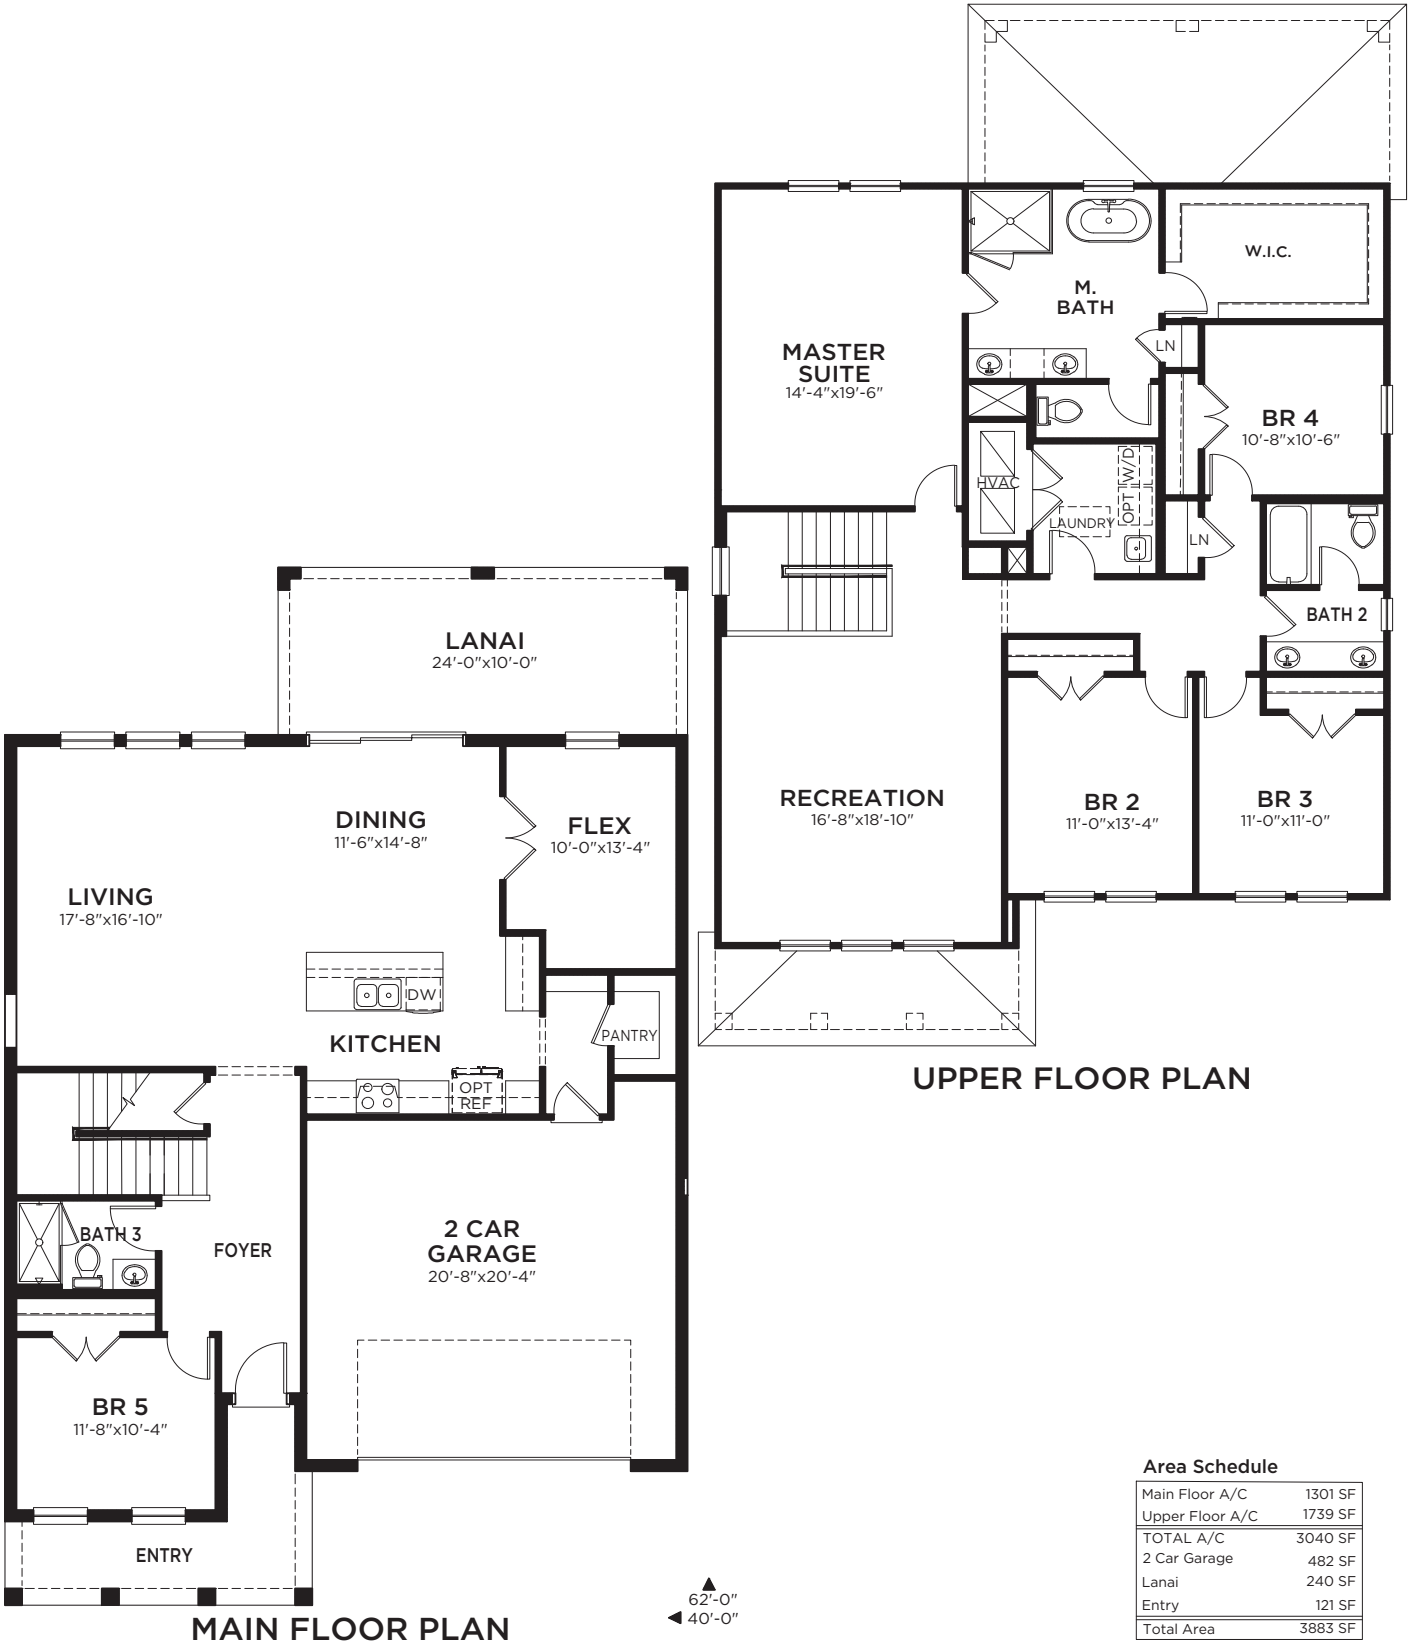 W.I.C.
M.
BATH
LN
MASTER
SUITE
14'-4"x19'-6"
BR 4
10'-8"x10'-6"
HVAC
OPT W/D
LAUNDRY
LN
BATH 2
RECREATION
16'-8"x18'-10"
BR 2
11'-0"x13'-4"
BR 3
11'-0"x11'-0"
UPPER FLOOR PLAN
LANAI
24'-0"x10'-0"
DINING
11'-6"x14'-8"
FLEX
10'-0"x13'-4"
LIVING
17'-8"x16'-10"
DW
KITCHEN
PANTRY
OPT
REF
2 CAR
GARAGE
20'-8"x20'-4"
BATH 3
FOYER
BR 5
11'-8"x10'-4"
ENTRY
MAIN FLOOR PLAN
62'-0"
40'-0"
Area Schedule
Main Floor A/C 1301 SF
Upper Floor A/C 1739 SF
TOTAL A/C 3040 SF
2 Car Garage 482 SF
Lanai 240 SF
Entry 121 SF
Total Area 3883 SF